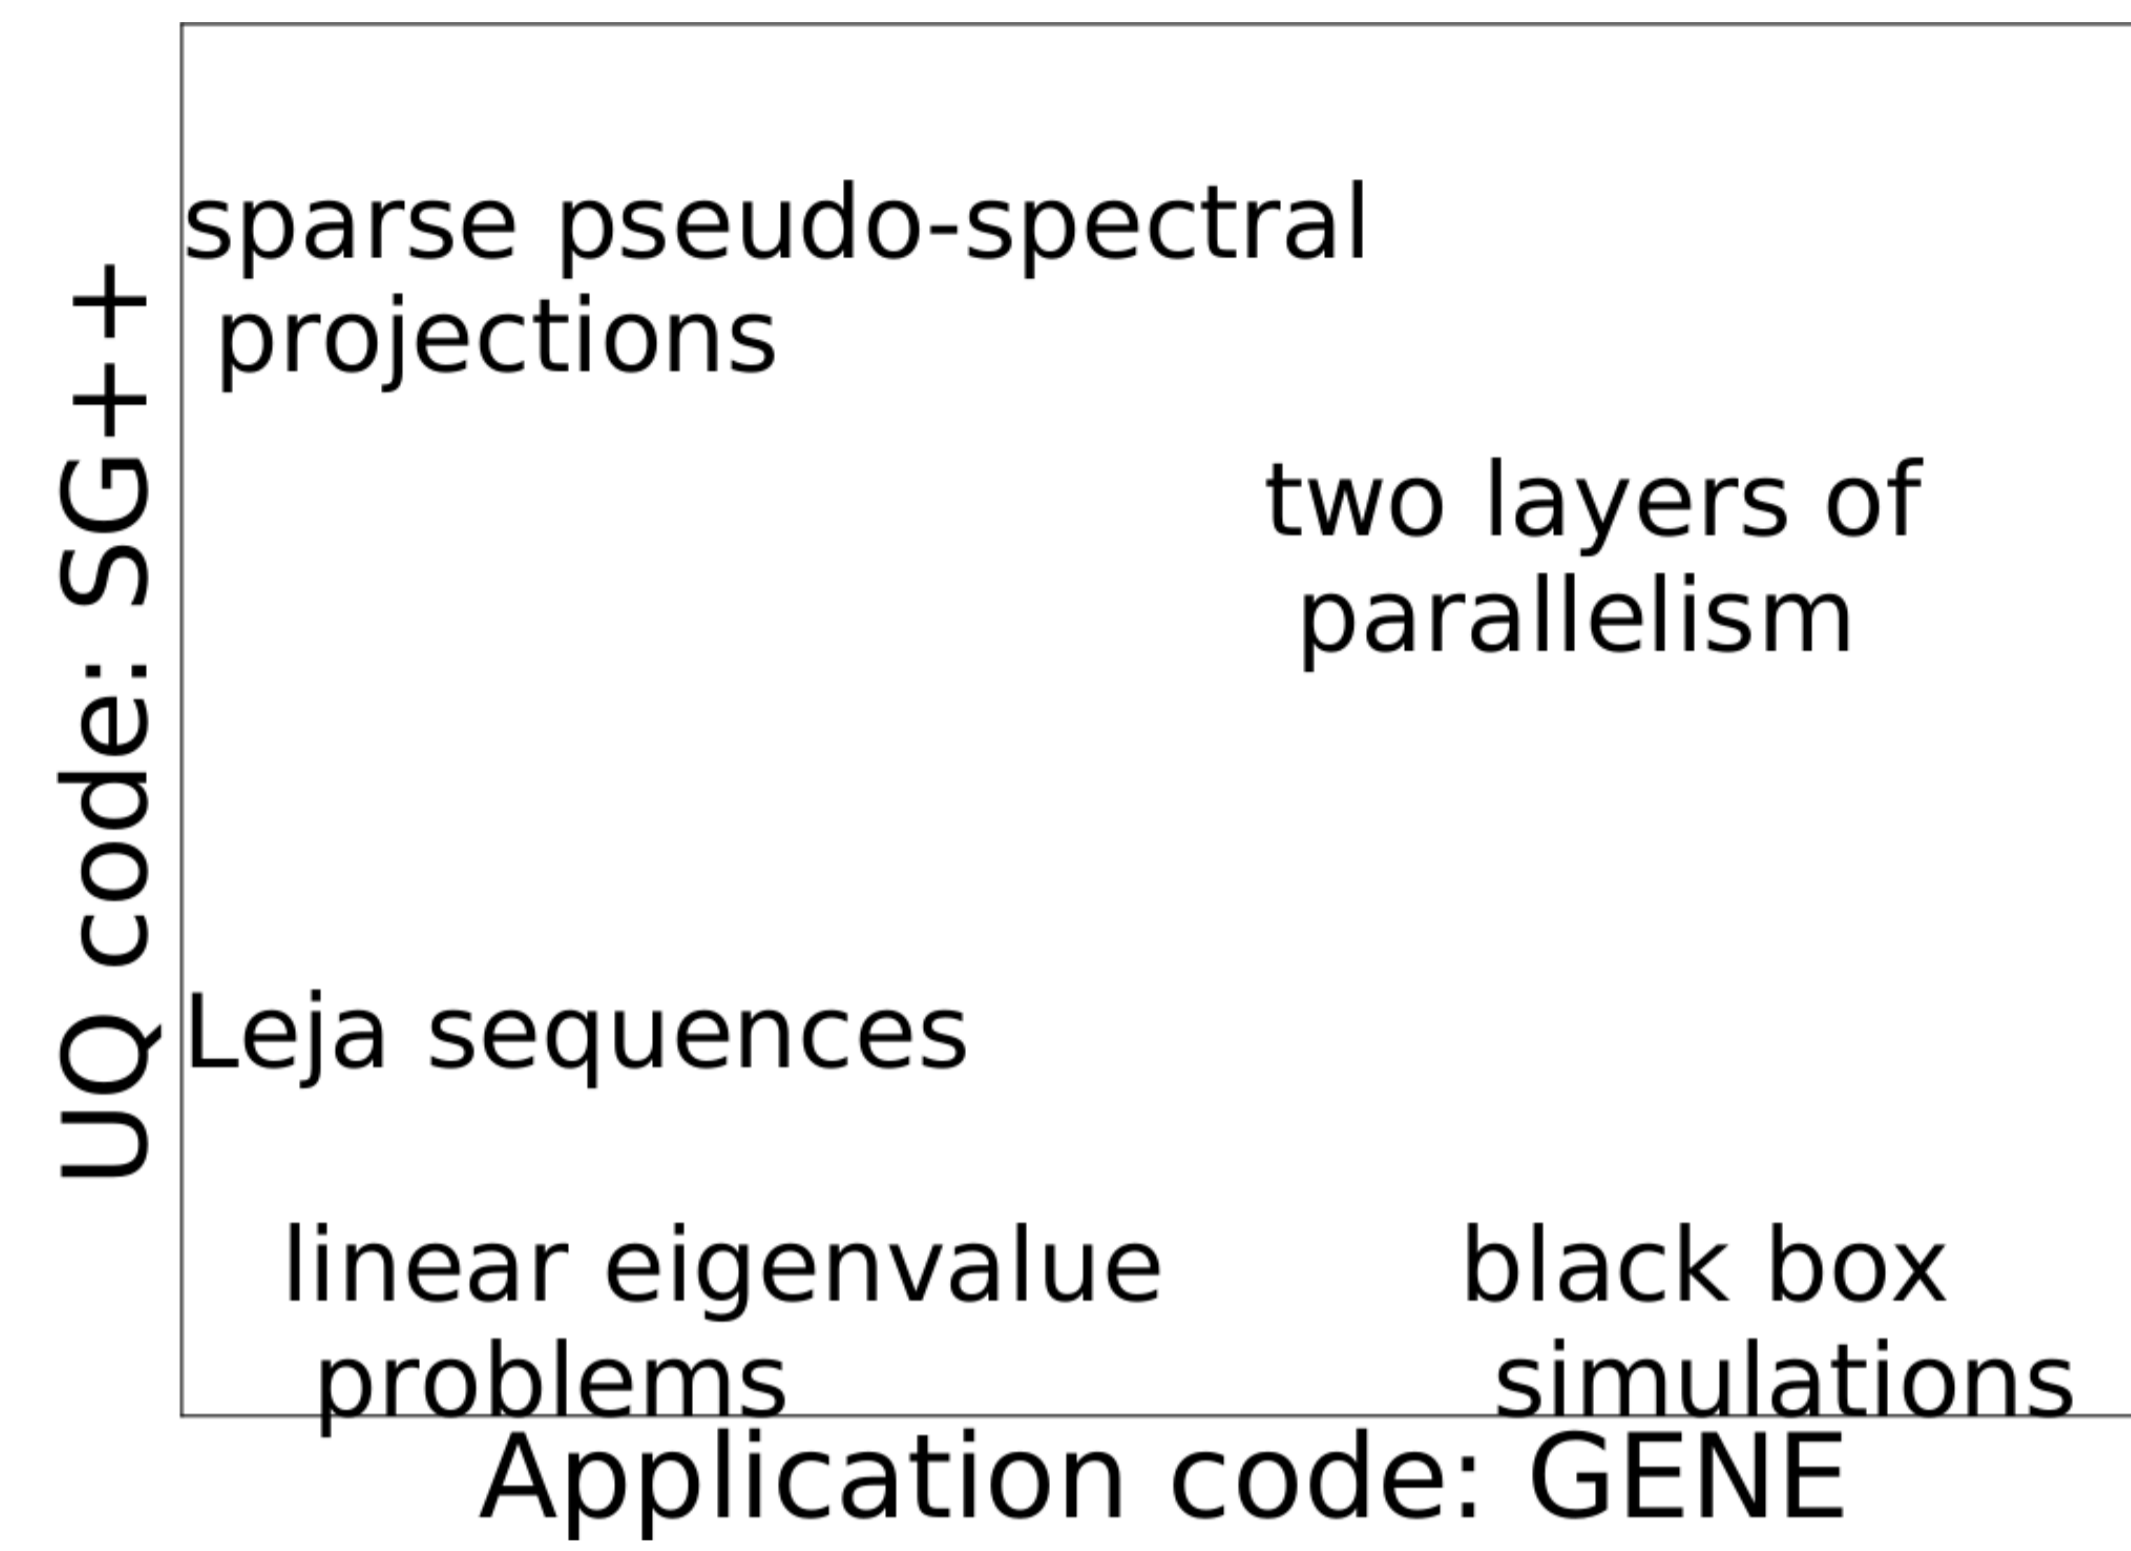 UQ code: SG++
sparse pseudo-spectral
projections
two layers of
parallelism
Leja sequences
linear eigenvalue
problems
black box
simulations
Application code: GENE